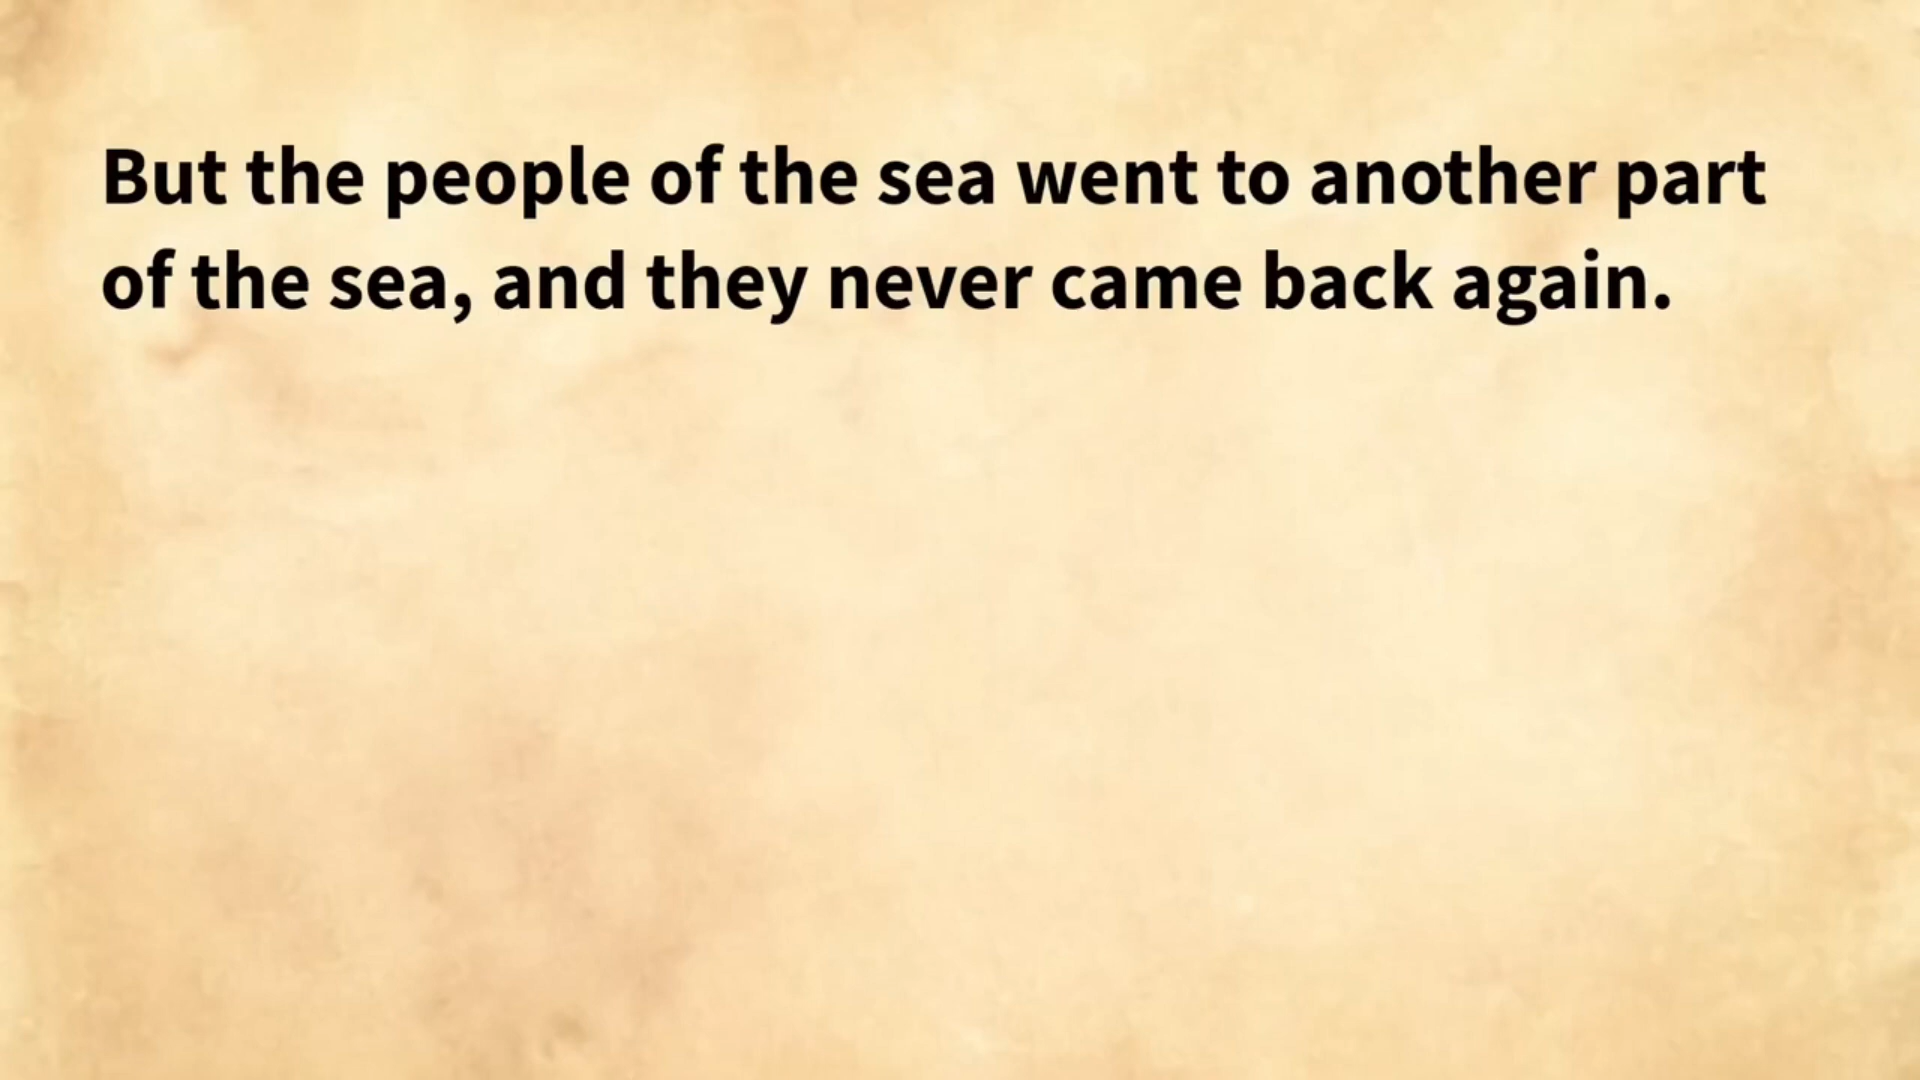 But the people of the sea went to another part
of the sea, and they never came back again.